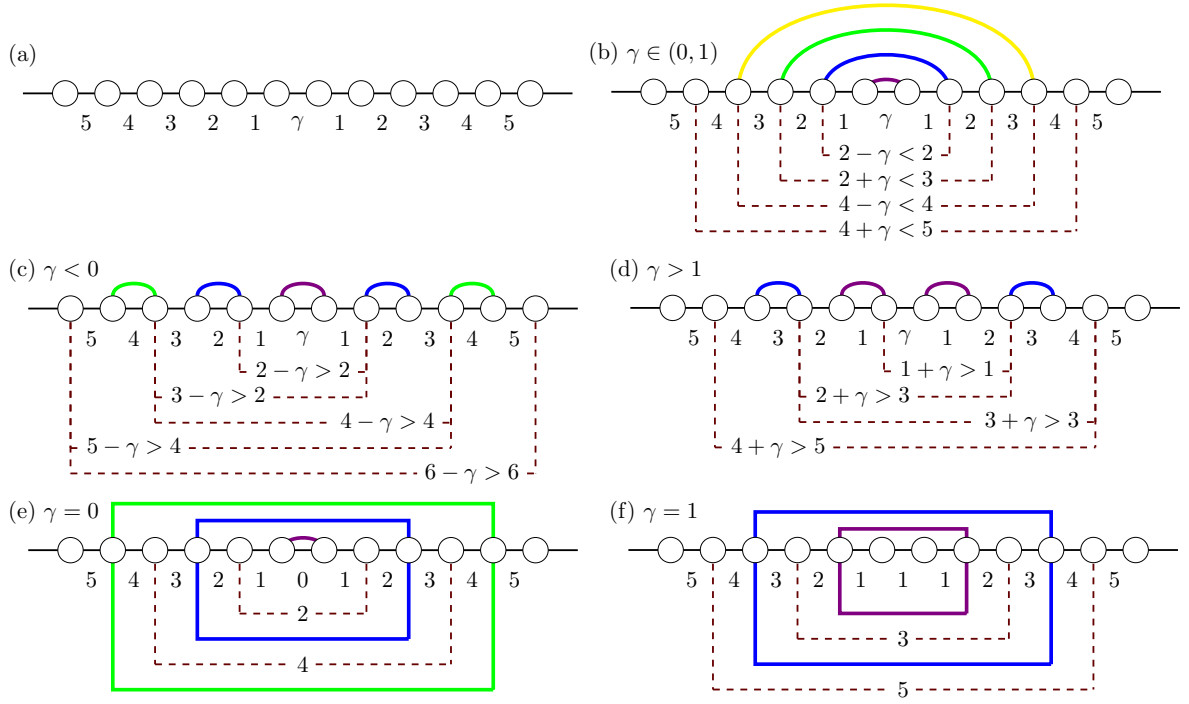 (a)
5 4 3 2 1 γ 1 2 3 4 5
(b) γ ∈ (0, 1)
5 4 3 2 1 γ 1 2 3 4 5
2 − γ < 2
2 + γ < 3
4 − γ < 4
4 + γ < 5
(c) γ < 0
5 4 3 2 1 γ 1 2 3 4 5
2 − γ > 2
3 − γ > 2
4 − γ > 4
5 − γ > 4
6 − γ > 6
(d) γ > 1
5 4 3 2 1 γ 1 2 3 4 5
1 + γ > 1
2 + γ > 3
3 + γ > 3
4 + γ > 5
(e) γ = 0
5 4 3 2 1 0 1 2 3 4 5
2
4
(f) γ = 1
5 4 3 2 1 1 1 2 3 4 5
3
5